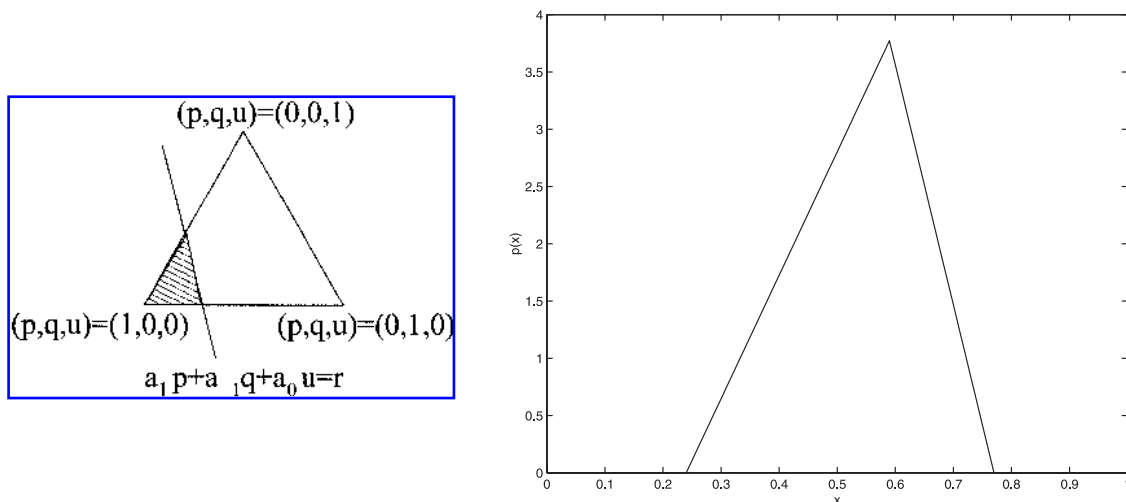 (p,q,u)=(0,0,1)
(p,q,u)=(1,0,0)
(p,q,u)=(0,1,0)
a₁ p+a ₁q+a₀ u=r
4
3.5
3
2.5
2
1.5
1
0.5
0
p(x)
0 0.1 0.2 0.3 0.4 0.5 0.6 0.7 0.8 0.9 1
x